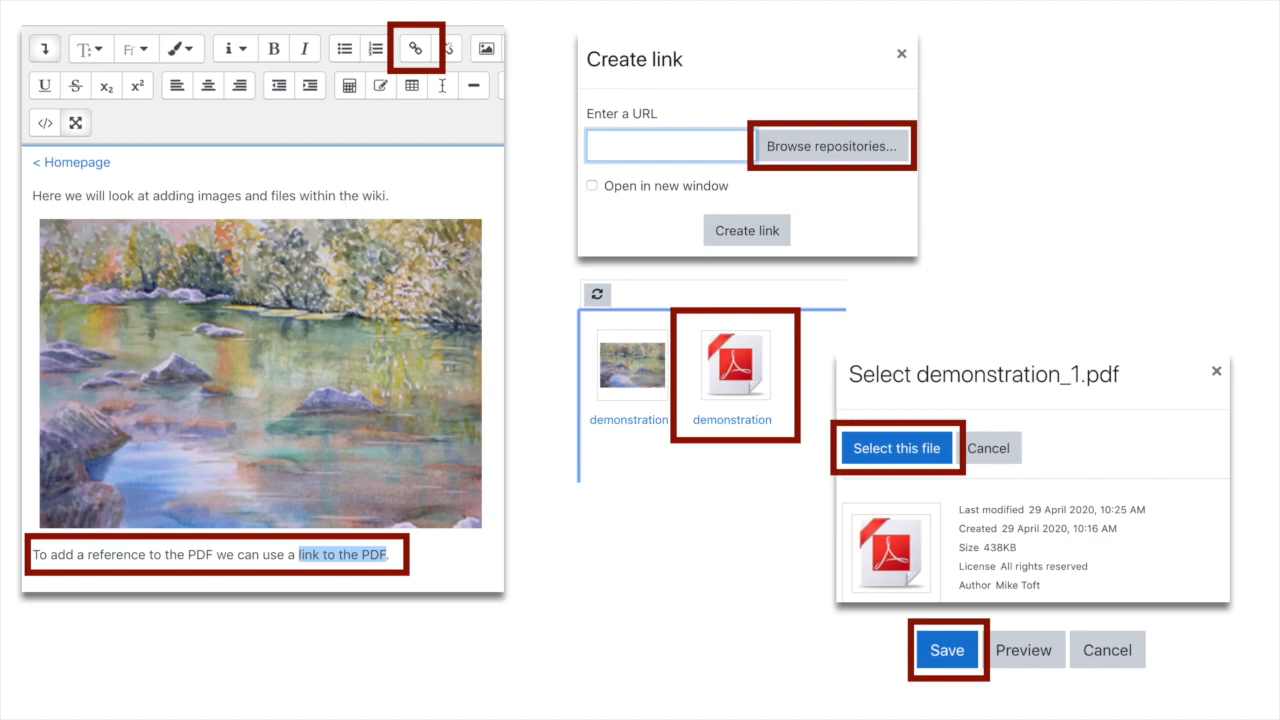 < Homepage
Here we will look at adding images and files within the wiki.
To add a reference to the PDF we can use a link to the PDF.
Create link
Enter a URL
Browse repositories...
Open in new window
Create link
demonstration
demonstration
Select demonstration_1.pdf
Select this file
Cancel
Last modified 29 April 2020, 10:25 AM
Created 29 April 2020, 10:16 AM
Size 438KB
License All rights reserved
Author Mike Toft
Save
Preview
Cancel